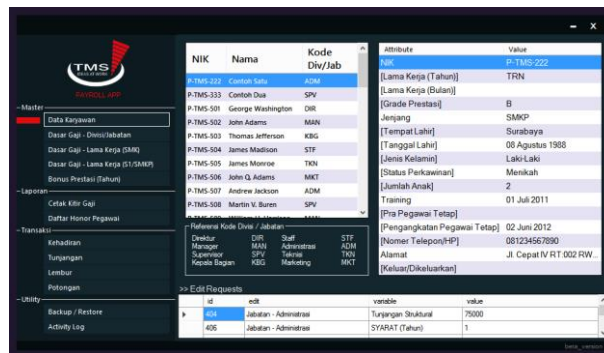 TMS
PAYROLL APP
Master
Data Karyawan
Dasar Gaji - Divisi/Jabatan
Dasar Gaji - Lama Kerja (SMK)
Dasar Gaji - Lama Kerja (S1/SMKP)
Bonus Prestasi (Tahun)
Laporan
Cetak Kitir Gaji
Daftar Honor Pegawai
Transaksi
Kehadiran
Tunjangan
Lembur
Potongan
Utility
Backup / Restore
Activity Log
NIK Nama Kode Div/Jab
P-TMS-222 Contoh Satu ADM
P-TMS-333 Contoh Dua SPV
P-TMS-501 George Washington DIR
P-TMS-502 John Adams MAN
P-TMS-503 Thomas Jefferson KBG
P-TMS-504 James Madison STF
P-TMS-505 James Monroe TKN
P-TMS-506 John Q. Adams MKT
P-TMS-507 Andrew Jackson ADM
P-TMS-508 Martin V. Buren SPV
Referensi Kode Divisi / Jabatan
Direktur DIR Staff STF
Manager MAN Administrasi ADM
Supervisor SPV Teknisi TKN
Kepala Bagian KBG Marketing MKT
Attribute Value
NIK P-TMS-222
[Lama Kerja (Tahun)] TRN
[Lama Kerja (Bulan)]
[Grade Prestasi] B
Jenjang SMKP
[Tempat Lahir] Surabaya
[Tanggal Lahir] 08 Agustus 1988
[Jenis Kelamin] Laki-Laki
[Status Perkawinan] Menikah
[Jumlah Anak] 2
Training 01 Juli 2011
[Pra Pegawai Tetap]
[Pengangkatan Pegawai Tetap] 02 Juni 2012
[Nomer Telepon/HP] 081234567890
Alamat Jl. Cepat IV RT:002 RW...
[Keluar/Dikeluarkan]
>> Edit Requests
id edit variable value
404 Jabatan - Administrasi Tunjangan Struktural 75000
406 Jabatan - Administrasi SYARAT (Tahun) 1
beta_version